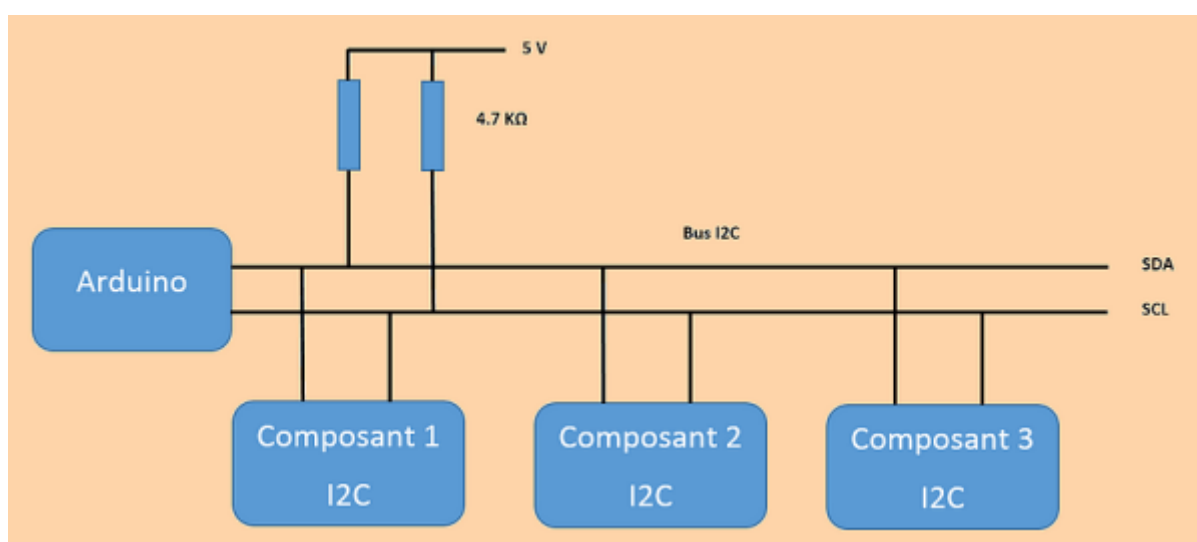 5 V
4.7 KΩ
Bus I2C
SDA
Arduino
SCL
Composant 1
I2C
Composant 2
I2C
Composant 3
I2C